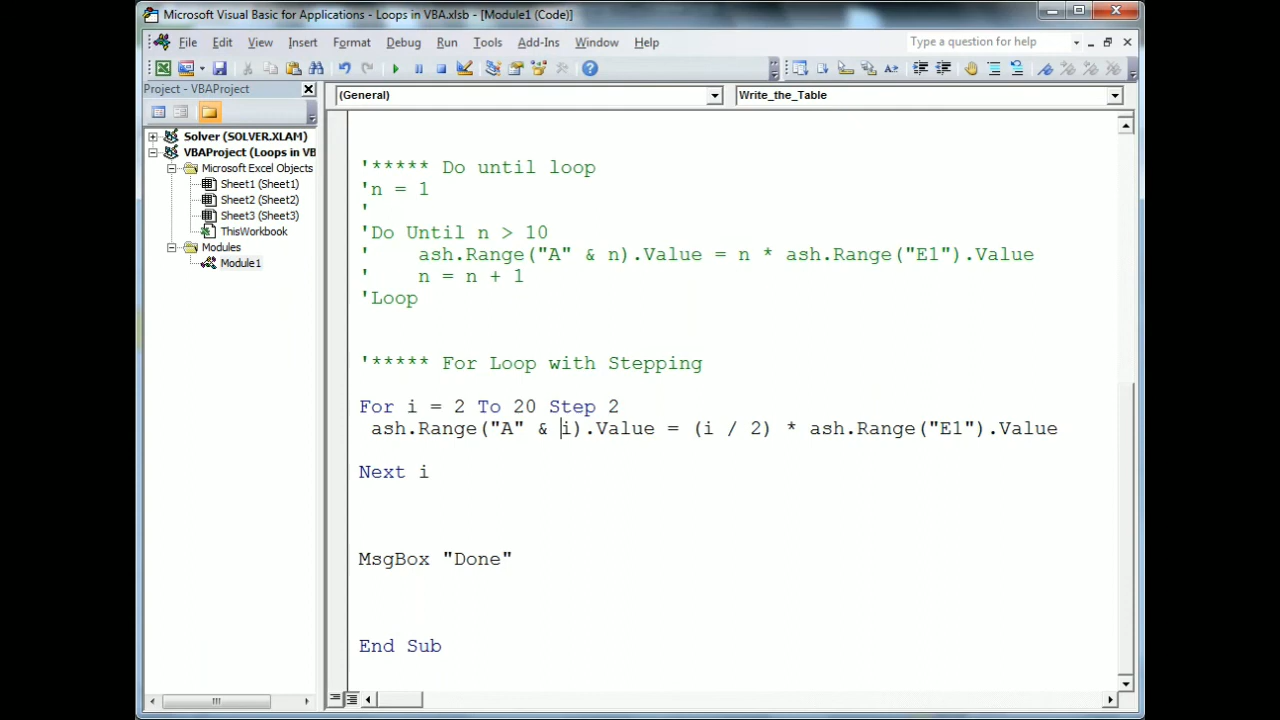 Microsoft Visual Basic for Applications - Loops in VBA.xlsb - [Module1 (Code)]
File Edit View Insert Format Debug Run Tools Add-Ins Window Help
Type a question for help
Project - VBAProject
(General)
Write_the_Table
Solver (SOLVER.XLAM)
VBAProject (Loops in VB
Microsoft Excel Objects
Sheet1 (Sheet1)
Sheet2 (Sheet2)
Sheet3 (Sheet3)
ThisWorkbook
Modules
Module1
'***** Do until loop
'n = 1
'
'Do Until n > 10
'    ash.Range("A" & n).Value = n * ash.Range("E1").Value
'    n = n + 1
'Loop
'***** For Loop with Stepping
For i = 2 To 20 Step 2
ash.Range("A" & i).Value = (i / 2) * ash.Range("E1").Value
Next i
MsgBox "Done"
End Sub